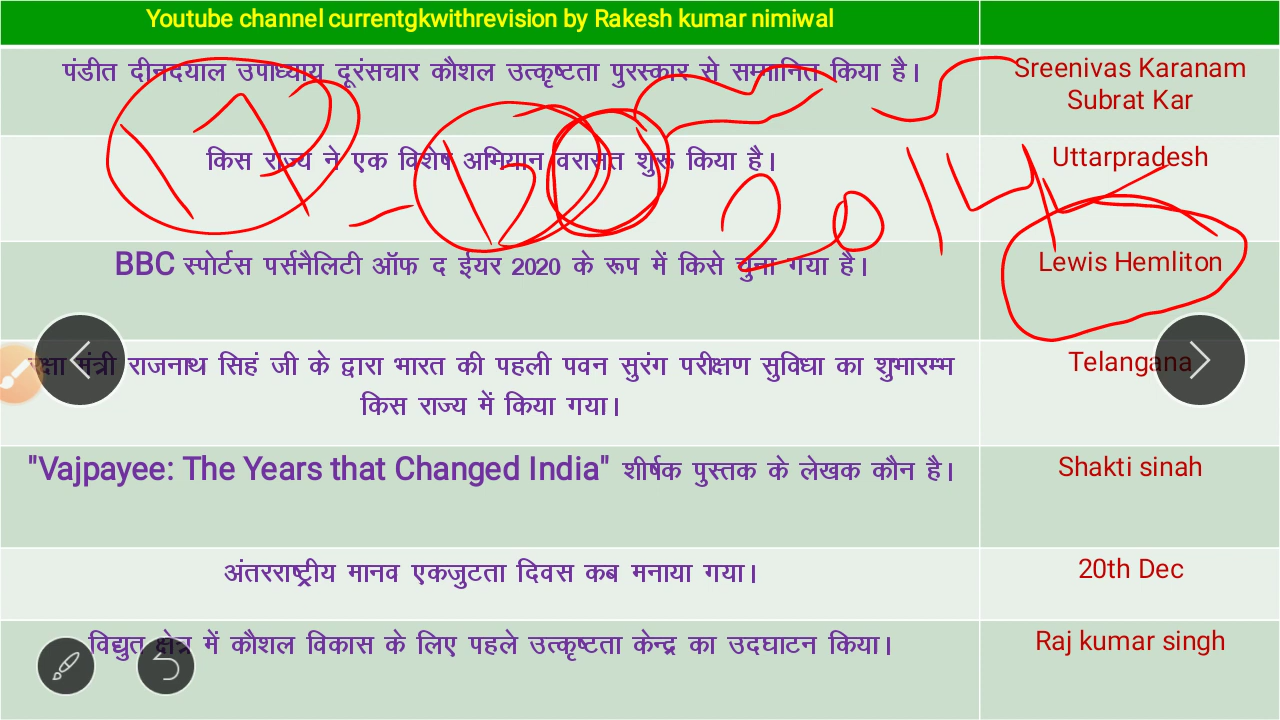 Youtube channel currentgkwithrevision by Rakesh kumar nimiwal
पंडीत दीनदयाल उपाध्याय दूरंसचार कौशल उत्कृष्टता पुरस्कार से सम्मानित किया है।
Sreenivas Karanam
Subrat Kar
किस राज्य ने एक विशेष अभियान वरासत शुरू किया है।
Uttarpradesh
2014
BBC स्पोर्टस पर्सनैलिटी ऑफ द ईयर 2020 के रूप में किसे चुना गया है।
Lewis Hemliton
रक्षा मंत्री राजनाथ सिहं जी के द्वारा भारत की पहली पवन सुरंग परीक्षण सुविधा का शुभारम्भ
किस राज्य में किया गया।
Telangana
"Vajpayee: The Years that Changed India" शीर्षक पुस्तक के लेखक कौन है।
Shakti sinah
अंतरराष्ट्रीय मानव एकजुटता दिवस कब मनाया गया।
20th Dec
विद्युत क्षेत्र में कौशल विकास के लिए पहले उत्कृष्टता केन्द्र का उदघाटन किया।
Raj kumar singh